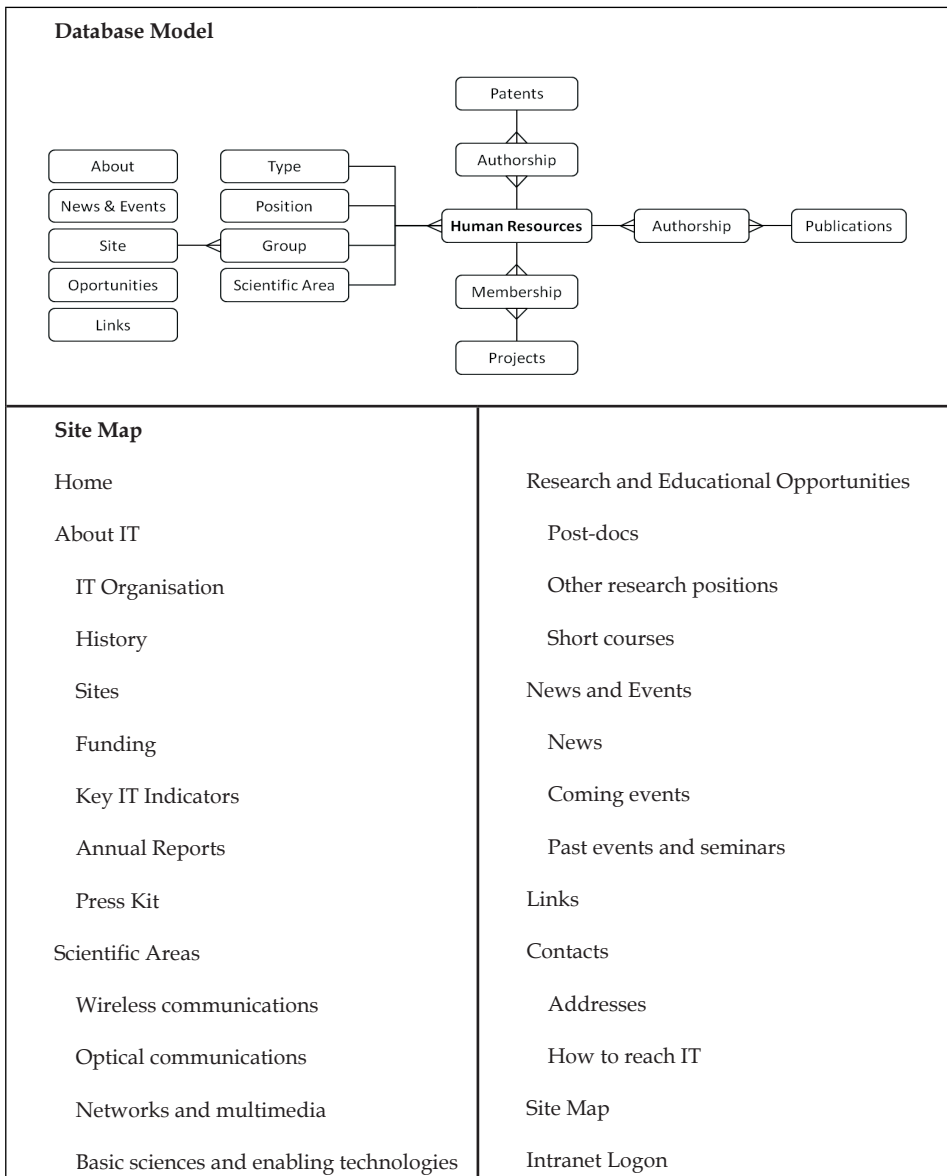 Database Model
Patents
Authorship
About
Type
News & Events
Position
Human Resources
Authorship
Publications
Site
Group
Oportunities
Scientific Area
Membership
Links
Projects
Site Map
Home
About IT
IT Organisation
History
Sites
Funding
Key IT Indicators
Annual Reports
Press Kit
Scientific Areas
Wireless communications
Optical communications
Networks and multimedia
Basic sciences and enabling technologies
Research and Educational Opportunities
Post-docs
Other research positions
Short courses
News and Events
News
Coming events
Past events and seminars
Links
Contacts
Addresses
How to reach IT
Site Map
Intranet Logon